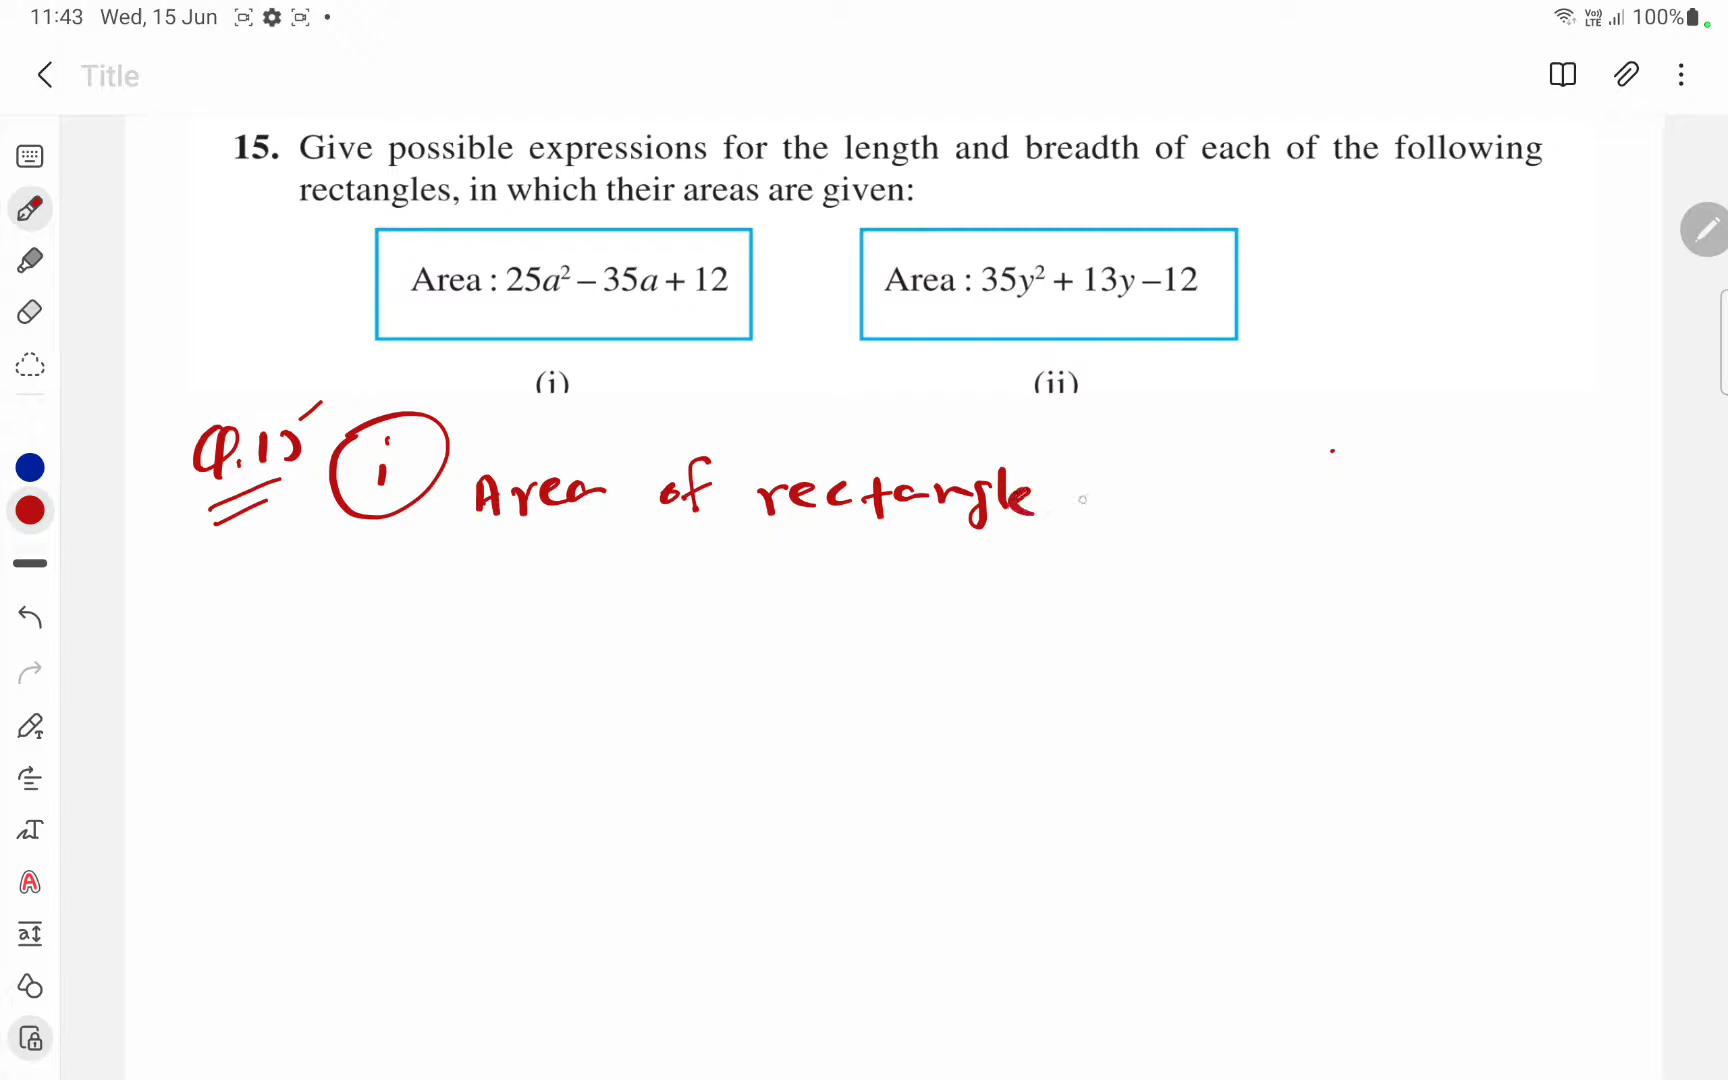 11:43 Wed, 15 Jun
Vo)) LTE 100%
Title
15. Give possible expressions for the length and breadth of each of the following
rectangles, in which their areas are given:
Area : 25a² – 35a + 12
Area : 35y² + 13y –12
(i)
(ii)
Q.15 i Area of rectangle